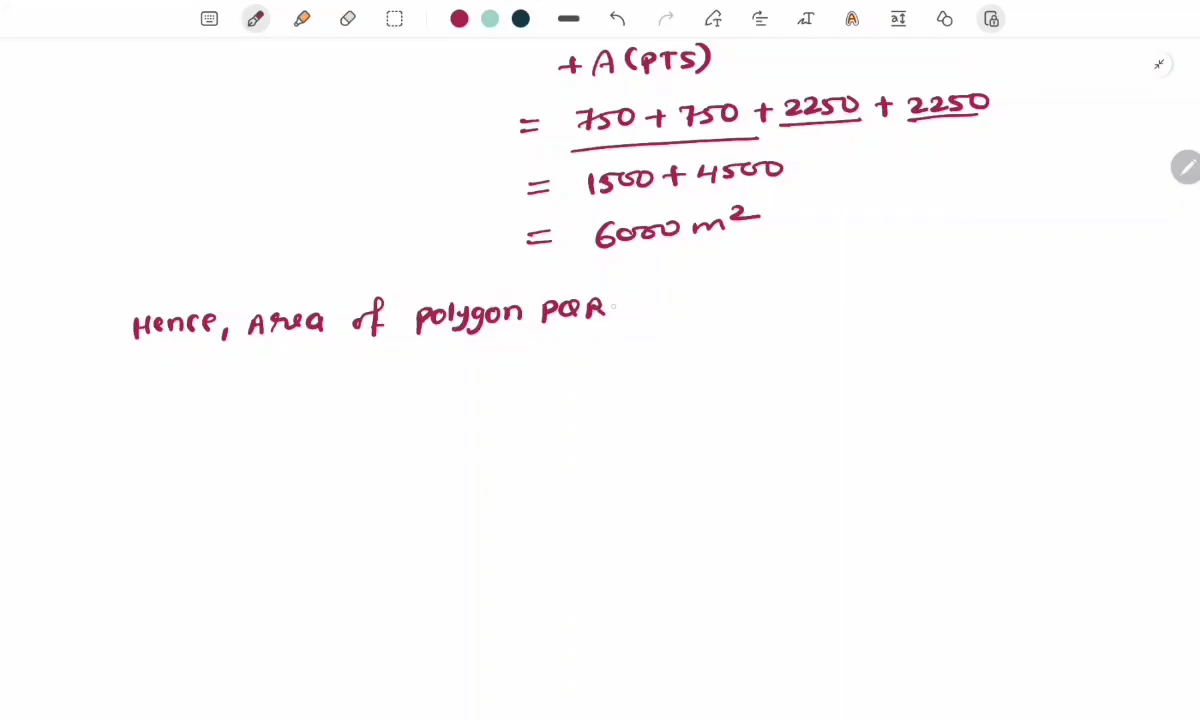 + A (PTS)
= 750 + 750 + 2250 + 2250
= 1500 + 4500
= 6000 m²
Hence, Area of polygon PQR